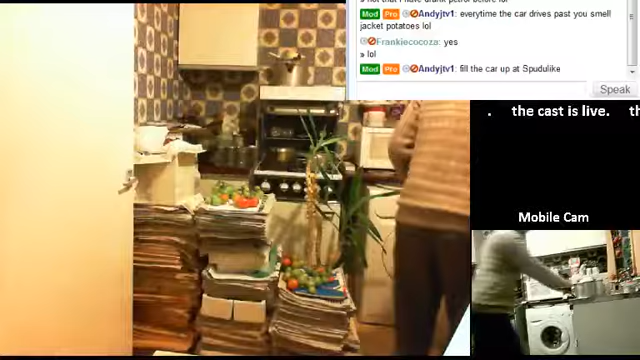 s not that I have drank petrol before lol
Mod Pro Andyjtv1: everytime the car drives past you smell
jacket potatoes lol
Frankiecocoza: yes
» lol
Mod Pro Andyjtv1: fill the car up at Spudulike
Speak
. the cast is live. th
Mobile Cam